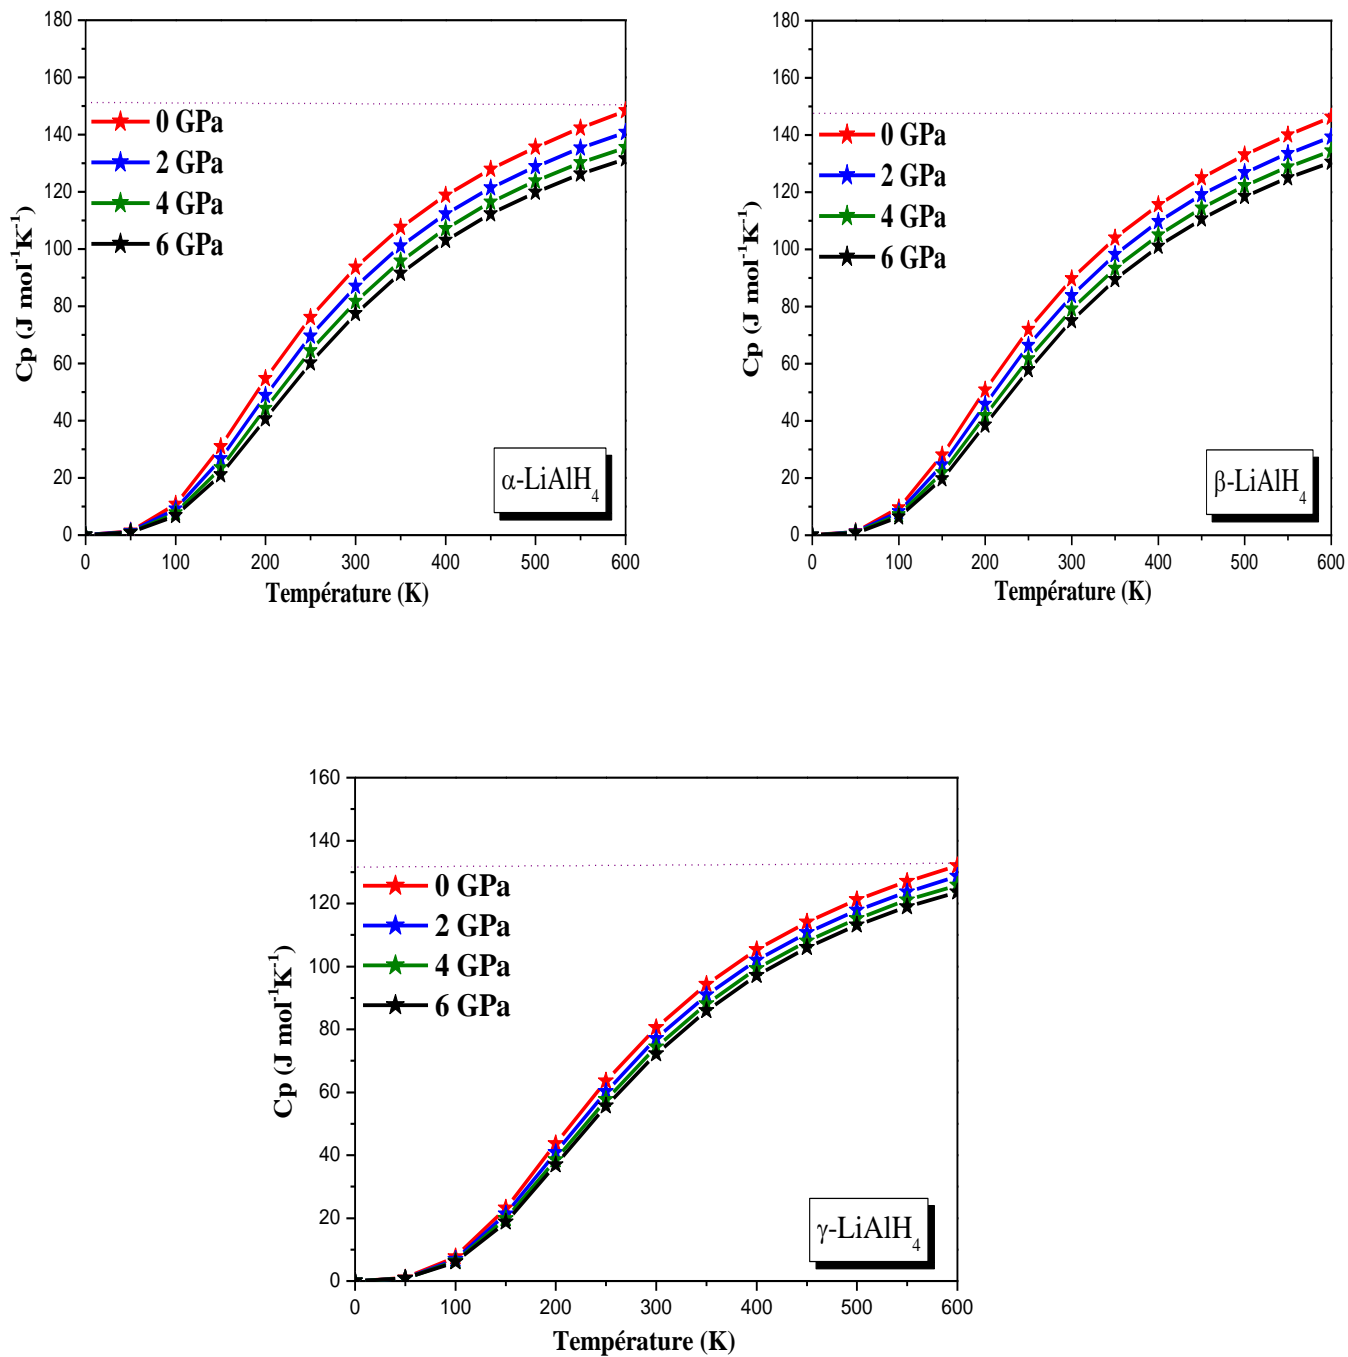 180
160
140
120
100
80
60
40
20
0
Cp (J mol⁻¹K⁻¹)
0 GPa
2 GPa
4 GPa
6 GPa
α-LiAlH₄
0 100 200 300 400 500 600
Température (K)
180
160
140
120
100
80
60
40
20
0
Cp (J mol⁻¹K⁻¹)
0 GPa
2 GPa
4 GPa
6 GPa
β-LiAlH₄
0 100 200 300 400 500 600
Température (K)
160
140
120
100
80
60
40
20
0
Cp (J mol⁻¹K⁻¹)
0 GPa
2 GPa
4 GPa
6 GPa
γ-LiAlH₄
0 100 200 300 400 500 600
Température (K)